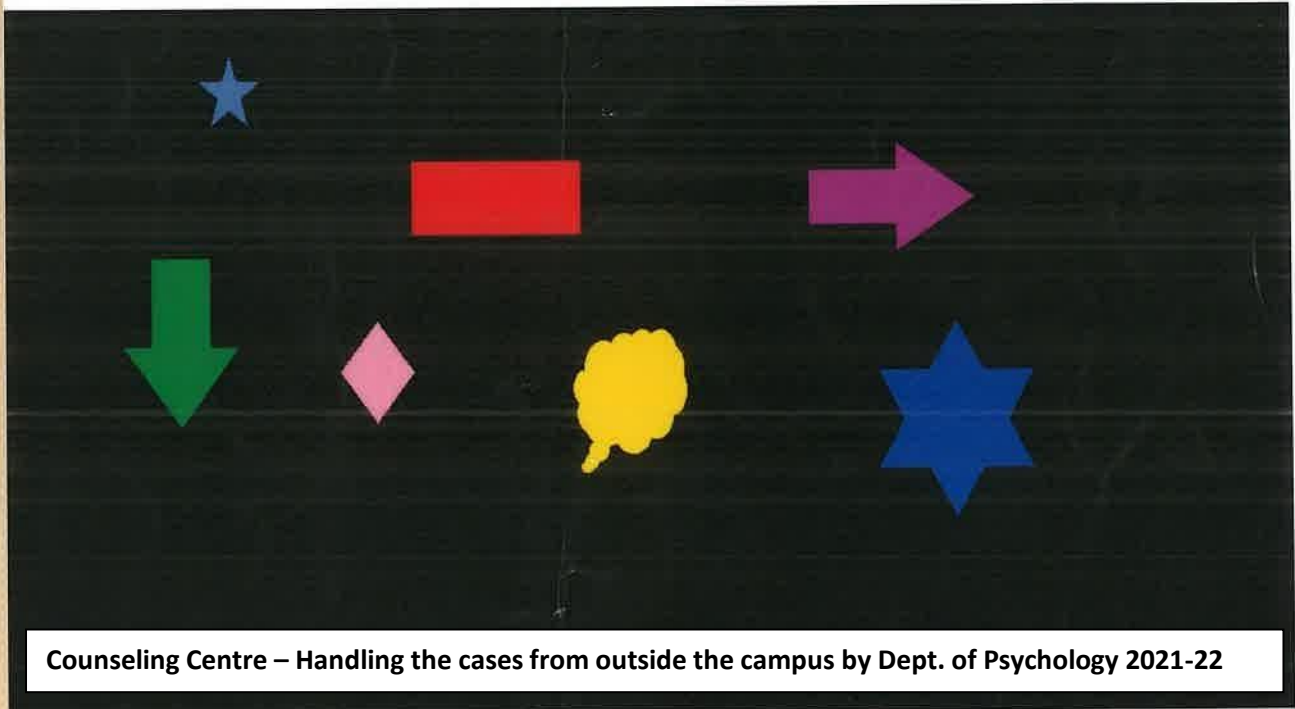 Counseling Centre – Handling the cases from outside the campus by Dept. of Psychology 2021-22